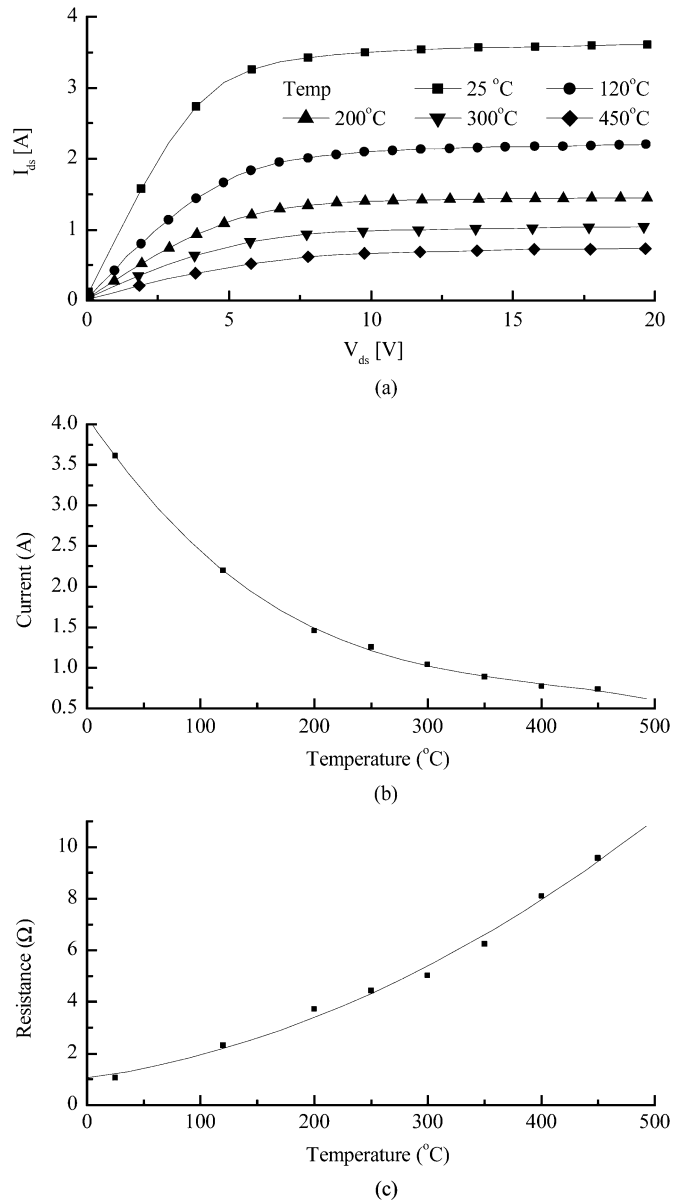 4
3
2
1
0
I_ds [A]
Temp 25 °C 120°C
200°C 300°C 450°C
0 5 10 15 20
V_ds [V]
(a)
4.0
3.5
3.0
2.5
2.0
1.5
1.0
0.5
Current (A)
0 100 200 300 400 500
Temperature (°C)
(b)
10
8
6
4
2
0
Resistance (Ω)
0 100 200 300 400 500
Temperature (°C)
(c)